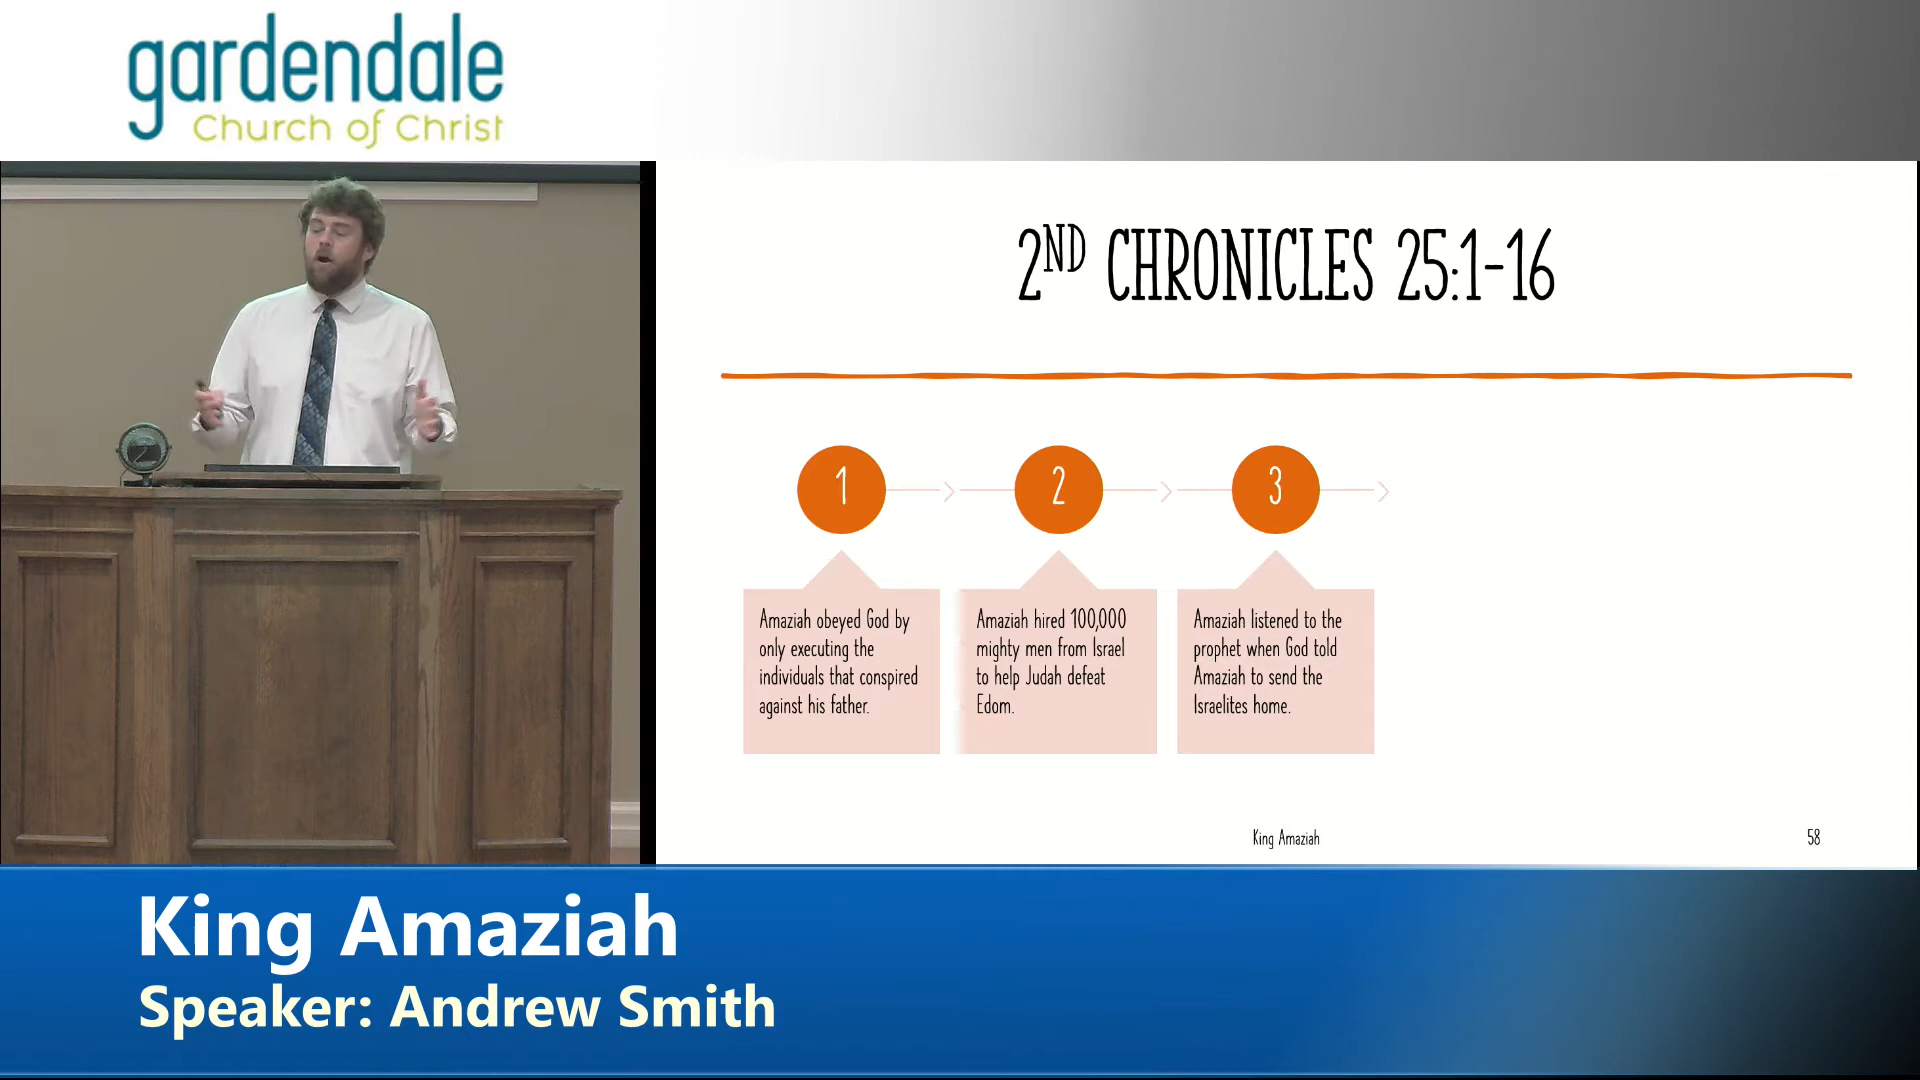 gardendale
Church of Christ
2ND CHRONICLES 25:1-16
1
2
3
Amaziah obeyed God by
only executing the
individuals that conspired
against his father.
Amaziah hired 100,000
mighty men from Israel
to help Judah defeat
Edom.
Amaziah listened to the
prophet when God told
Amaziah to send the
Israelites home.
King Amaziah
58
King Amaziah
Speaker: Andrew Smith